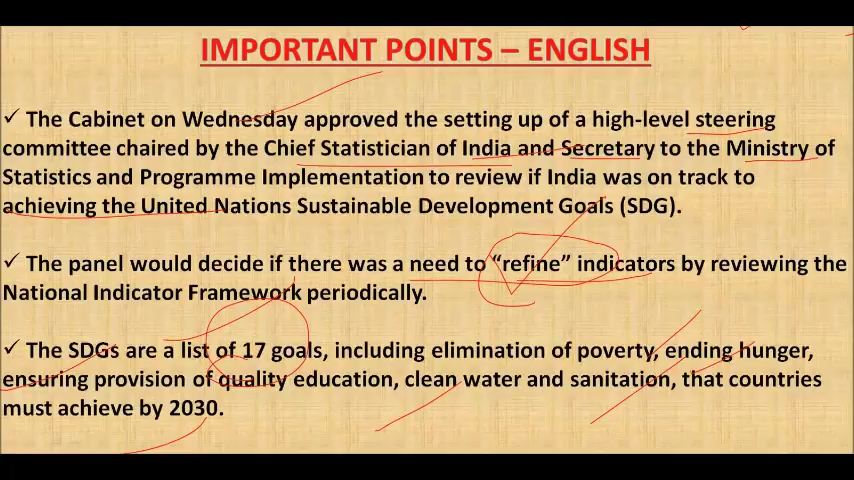 IMPORTANT POINTS – ENGLISH
✓ The Cabinet on Wednesday approved the setting up of a high-level steering
committee chaired by the Chief Statistician of India and Secretary to the Ministry of
Statistics and Programme Implementation to review if India was on track to
achieving the United Nations Sustainable Development Goals (SDG).
✓ The panel would decide if there was a need to “refine” indicators by reviewing the
National Indicator Framework periodically.
✓ The SDGs are a list of 17 goals, including elimination of poverty, ending hunger,
ensuring provision of quality education, clean water and sanitation, that countries
must achieve by 2030.